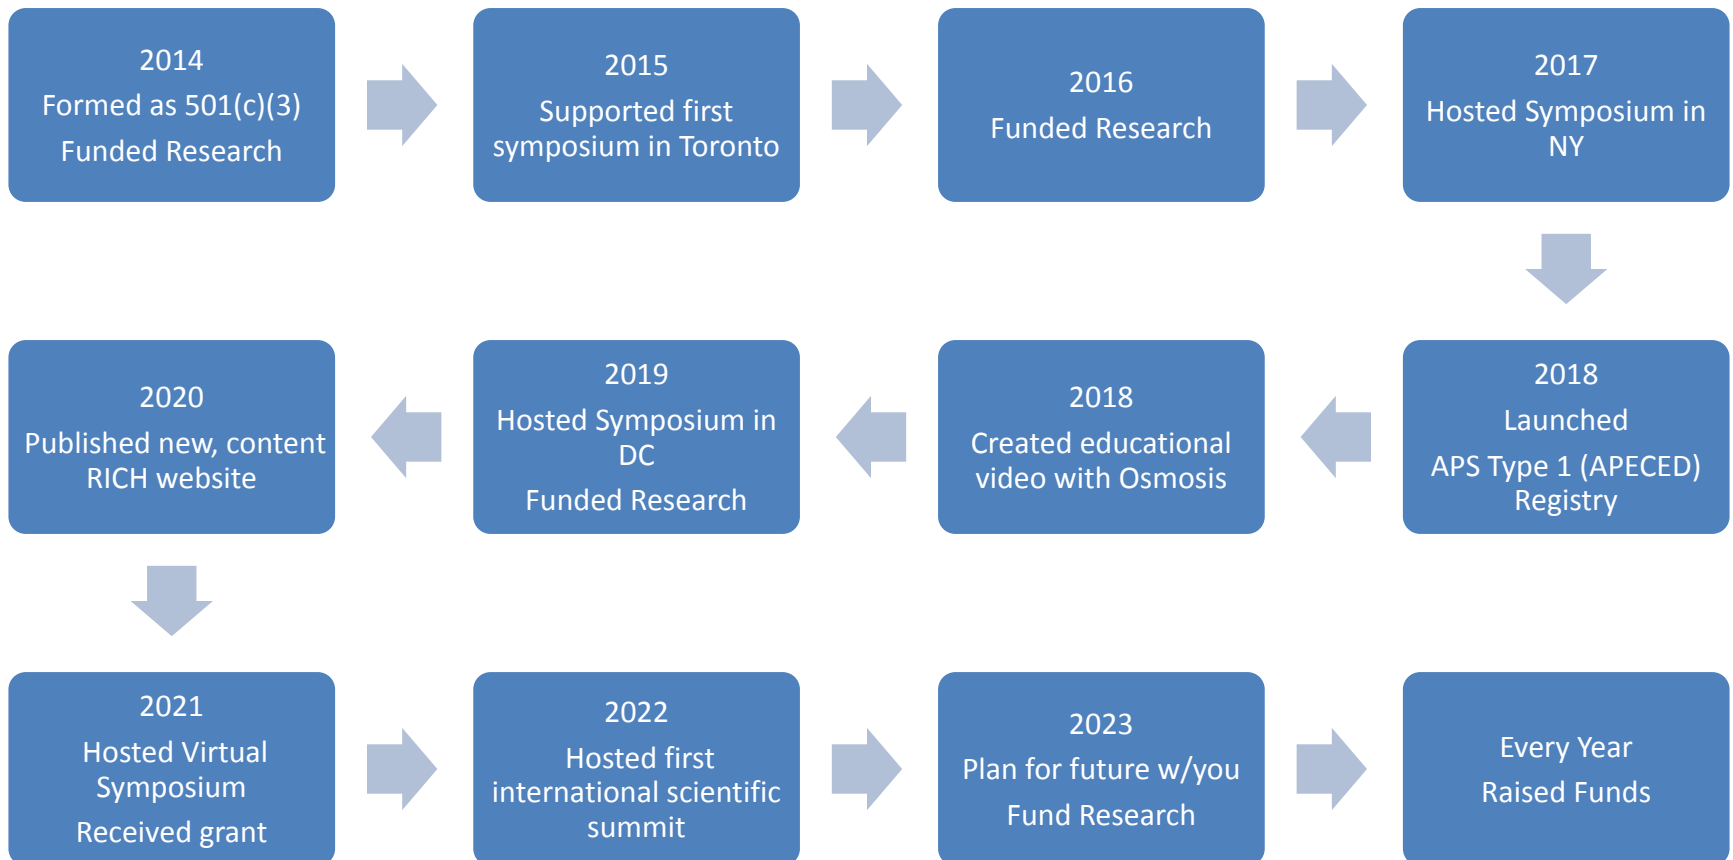 2014
Formed as 501(c)(3)
Funded Research
2015
Supported first
symposium in Toronto
2016
Funded Research
2017
Hosted Symposium in
NY
2018
Launched
APS Type 1 (APECED)
Registry
2018
Created educational
video with Osmosis
2019
Hosted Symposium in
DC
Funded Research
2020
Published new, content
RICH website
2021
Hosted Virtual
Symposium
Received grant
2022
Hosted first
international scientific
summit
2023
Plan for future w/you
Fund Research
Every Year
Raised Funds